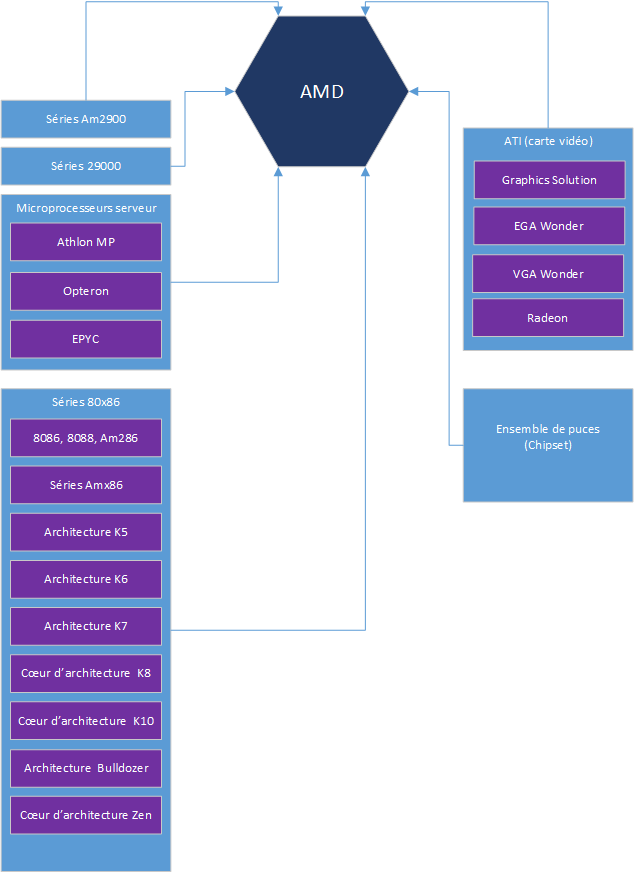 AMD
Séries Am2900
Séries 29000
Microprocesseurs serveur
Athlon MP
Opteron
EPYC
Séries 80x86
8086, 8088, Am286
Séries Amx86
Architecture K5
Architecture K6
Architecture K7
Cœur d’architecture K8
Cœur d’architecture K10
Architecture Bulldozer
Cœur d’architecture Zen
ATI (carte vidéo)
Graphics Solution
EGA Wonder
VGA Wonder
Radeon
Ensemble de puces
(Chipset)